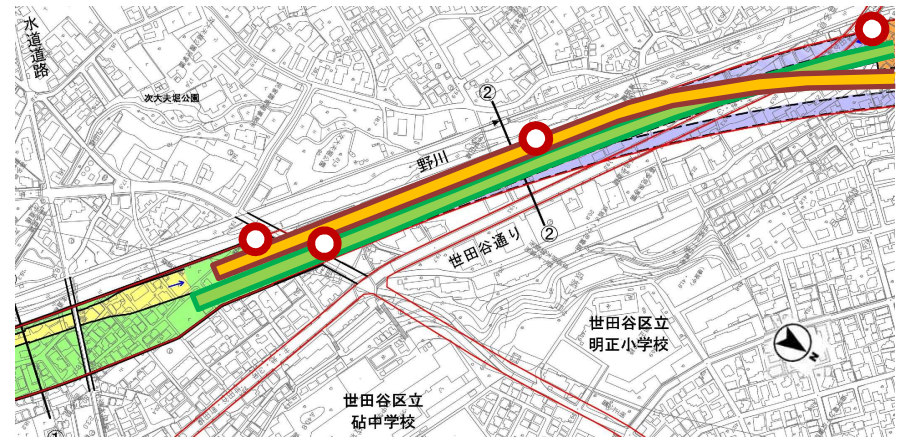 水道道路
次大夫堀公園
②
野川
世田谷通り
②
世田谷区立
明正小学校
N
世田谷区立
砧中学校
①